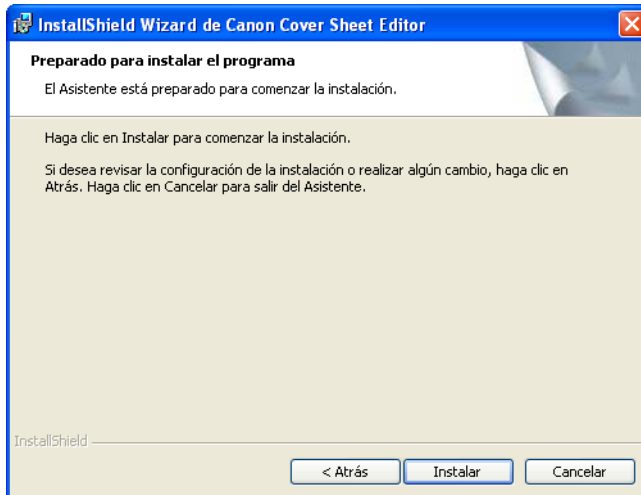 InstallShield Wizard de Canon Cover Sheet Editor
Preparado para instalar el programa
El Asistente está preparado para comenzar la instalación.
Haga clic en Instalar para comenzar la instalación.
Si desea revisar la configuración de la instalación o realizar algún cambio, haga clic en
Atrás. Haga clic en Cancelar para salir del Asistente.
InstallShield
< Atrás Instalar Cancelar